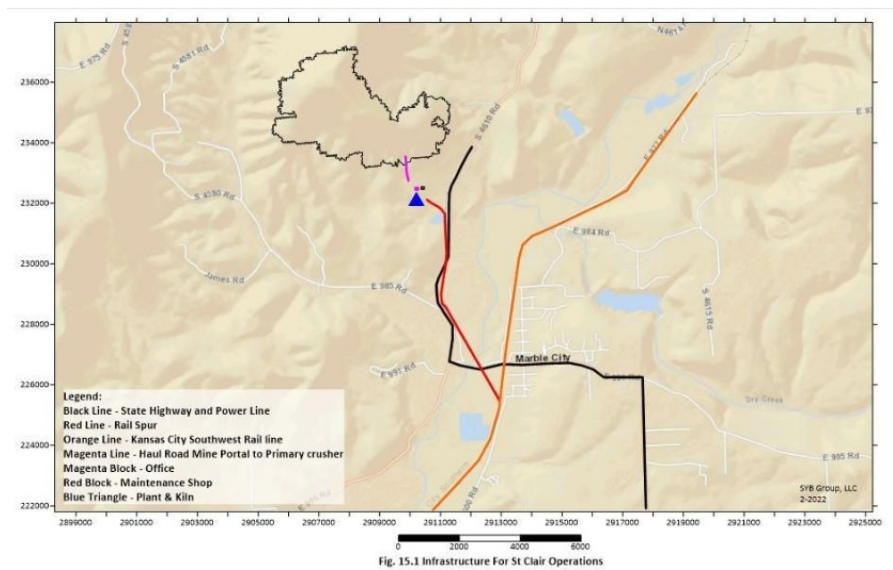 236000
234000
232000
230000
228000
226000
224000
222000
E 975 Rd
S 4581 Rd
S 4610 Rd
E 984 Rd
S 4580 Rd
James Rd
E 985 Rd
S 4615 Rd
Marble City
E 991 Rd
Dry Creek
E 995 Rd
Legend:
Black Line - State Highway and Power Line
Red Line - Rail Spur
Orange Line - Kansas City Southwest Rail line
Magenta Line - Haul Road Mine Portal to Primary crusher
Magenta Block - Office
Red Block - Maintenance Shop
Blue Triangle - Plant & Kiln
SYB Group, LLC
2-2022
2899000 2901000 2903000 2905000 2907000 2909000 2911000 2913000 2915000 2917000 2919000 2921000 2923000 2925000
0 2000 4000 6000
Fig. 15.1 Infrastructure For St Clair Operations